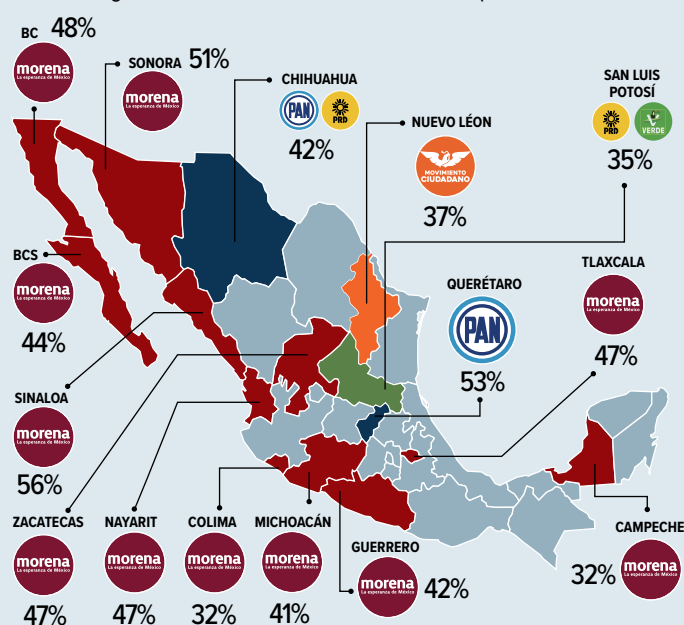 BC 48%
morena
La esperanza de México
SONORA 51%
morena
La esperanza de México
CHIHUAHUA
PAN
PRD
42%
NUEVO LÉON
MOVIMIENTO
CIUDADANO
37%
SAN LUIS
POTOSÍ
PRD
VERDE
35%
BCS
morena
La esperanza de México
44%
QUERÉTARO
PAN
53%
TLAXCALA
morena
La esperanza de México
47%
SINALOA
morena
La esperanza de México
56%
ZACATECAS
morena
La esperanza de México
47%
NAYARIT
morena
La esperanza de México
47%
COLIMA
morena
La esperanza de México
32%
MICHOACÁN
morena
La esperanza de México
41%
GUERRERO
morena
La esperanza de México
42%
CAMPECHE
morena
La esperanza de México
32%